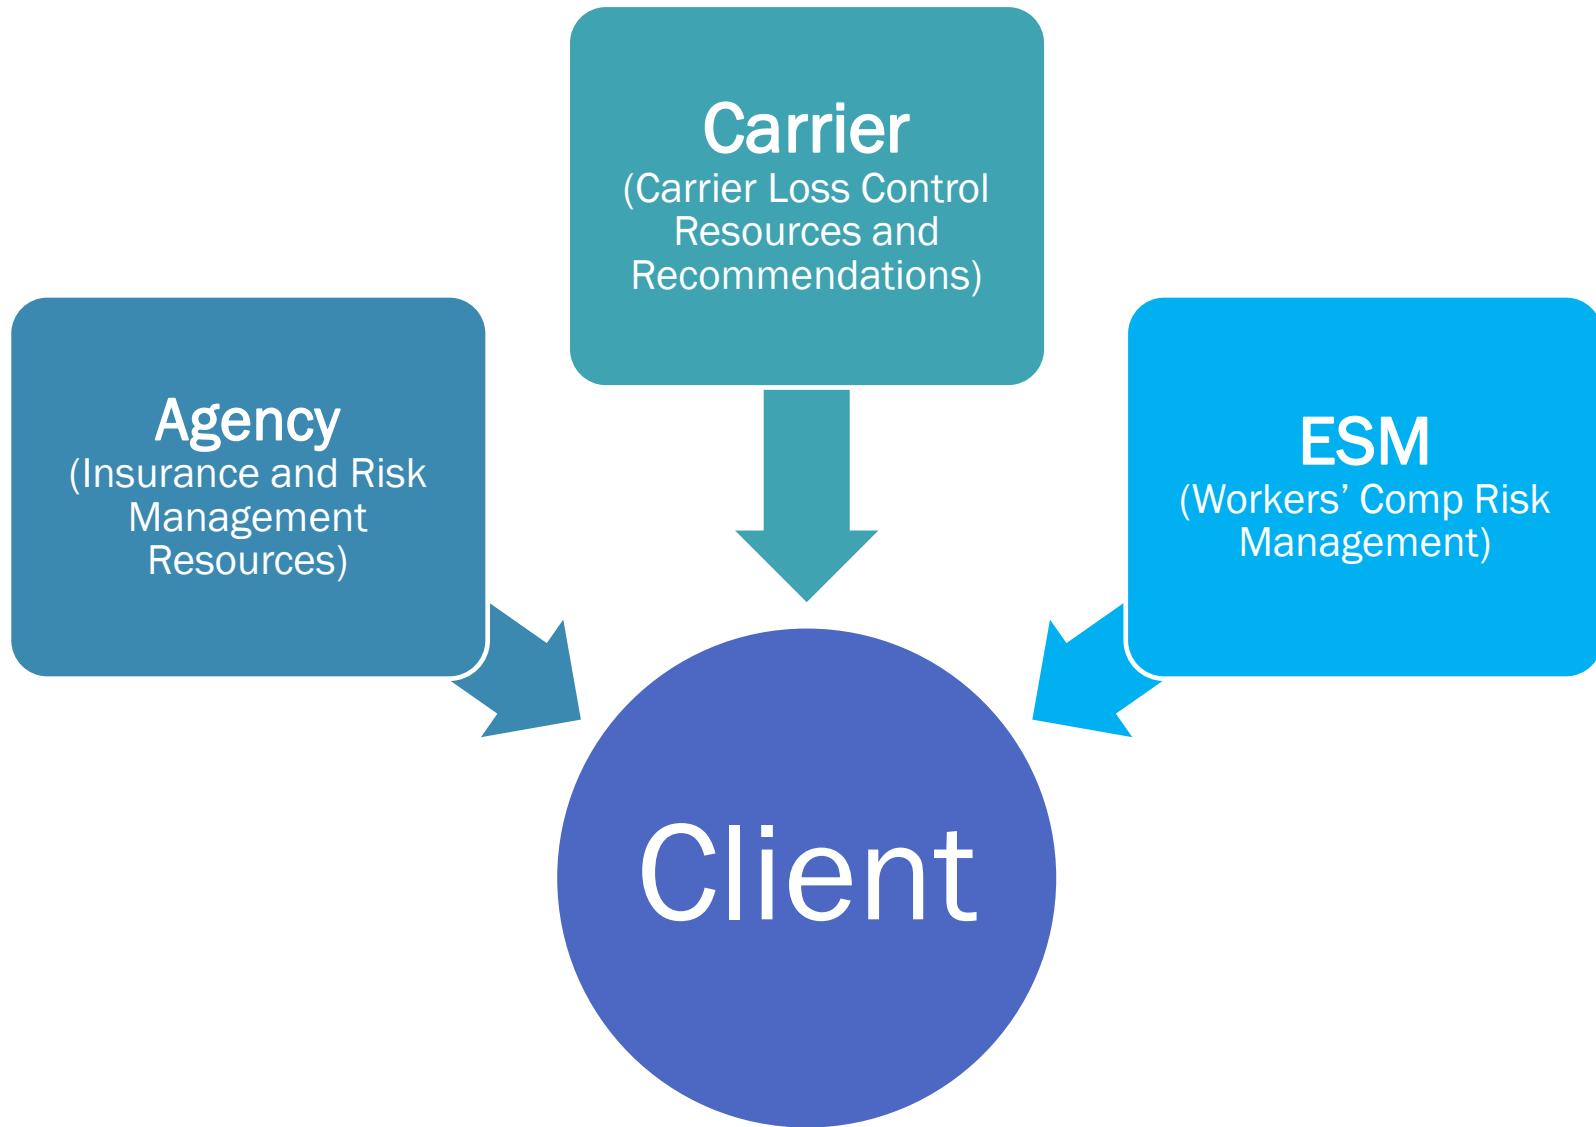 Carrier
(Carrier Loss Control
Resources and
Recommendations)
Agency
(Insurance and Risk
Management
Resources)
ESM
(Workers’ Comp Risk
Management)
Client